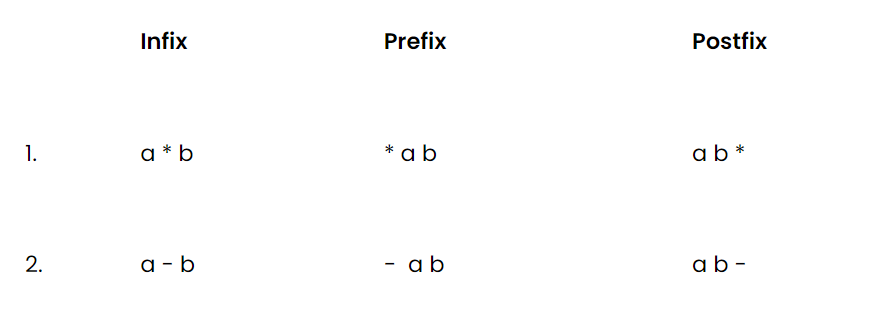 Infix Prefix Postfix
1. a * b * a b a b *
2. a - b - a b a b -